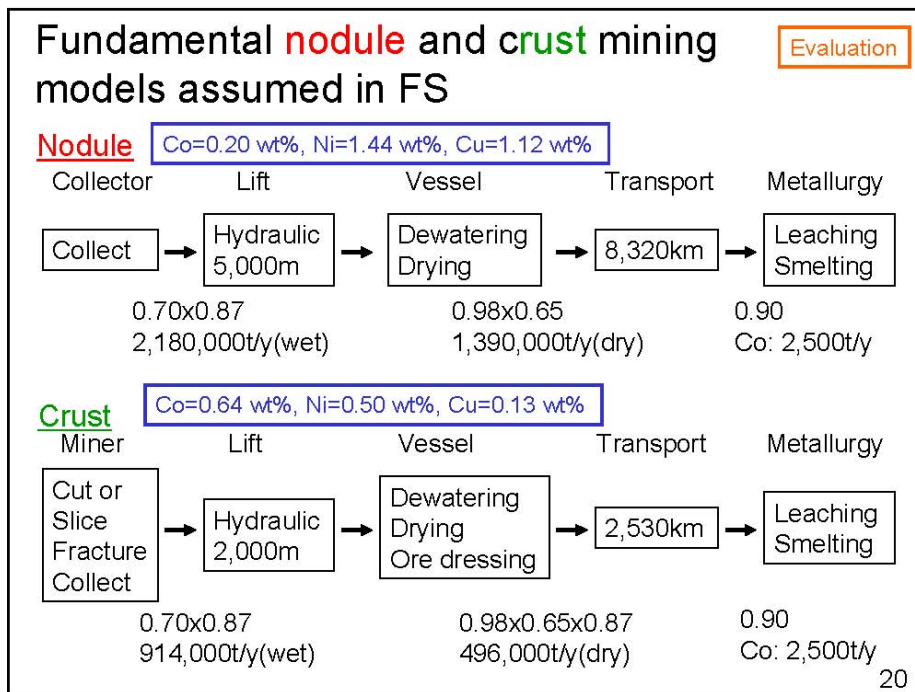 Fundamental nodule and crust mining
models assumed in FS
Evaluation
Nodule
Co=0.20 wt%, Ni=1.44 wt%, Cu=1.12 wt%
Collector Lift Vessel Transport Metallurgy
Collect
Hydraulic
5,000m
Dewatering
Drying
8,320km
Leaching
Smelting
0.70x0.87 0.98x0.65 0.90
2,180,000t/y(wet) 1,390,000t/y(dry) Co: 2,500t/y
Crust
Co=0.64 wt%, Ni=0.50 wt%, Cu=0.13 wt%
Miner Lift Vessel Transport Metallurgy
Cut or
Slice
Fracture
Collect
Hydraulic
2,000m
Dewatering
Drying
Ore dressing
2,530km
Leaching
Smelting
0.70x0.87 0.98x0.65x0.87 0.90
914,000t/y(wet) 496,000t/y(dry) Co: 2,500t/y
20